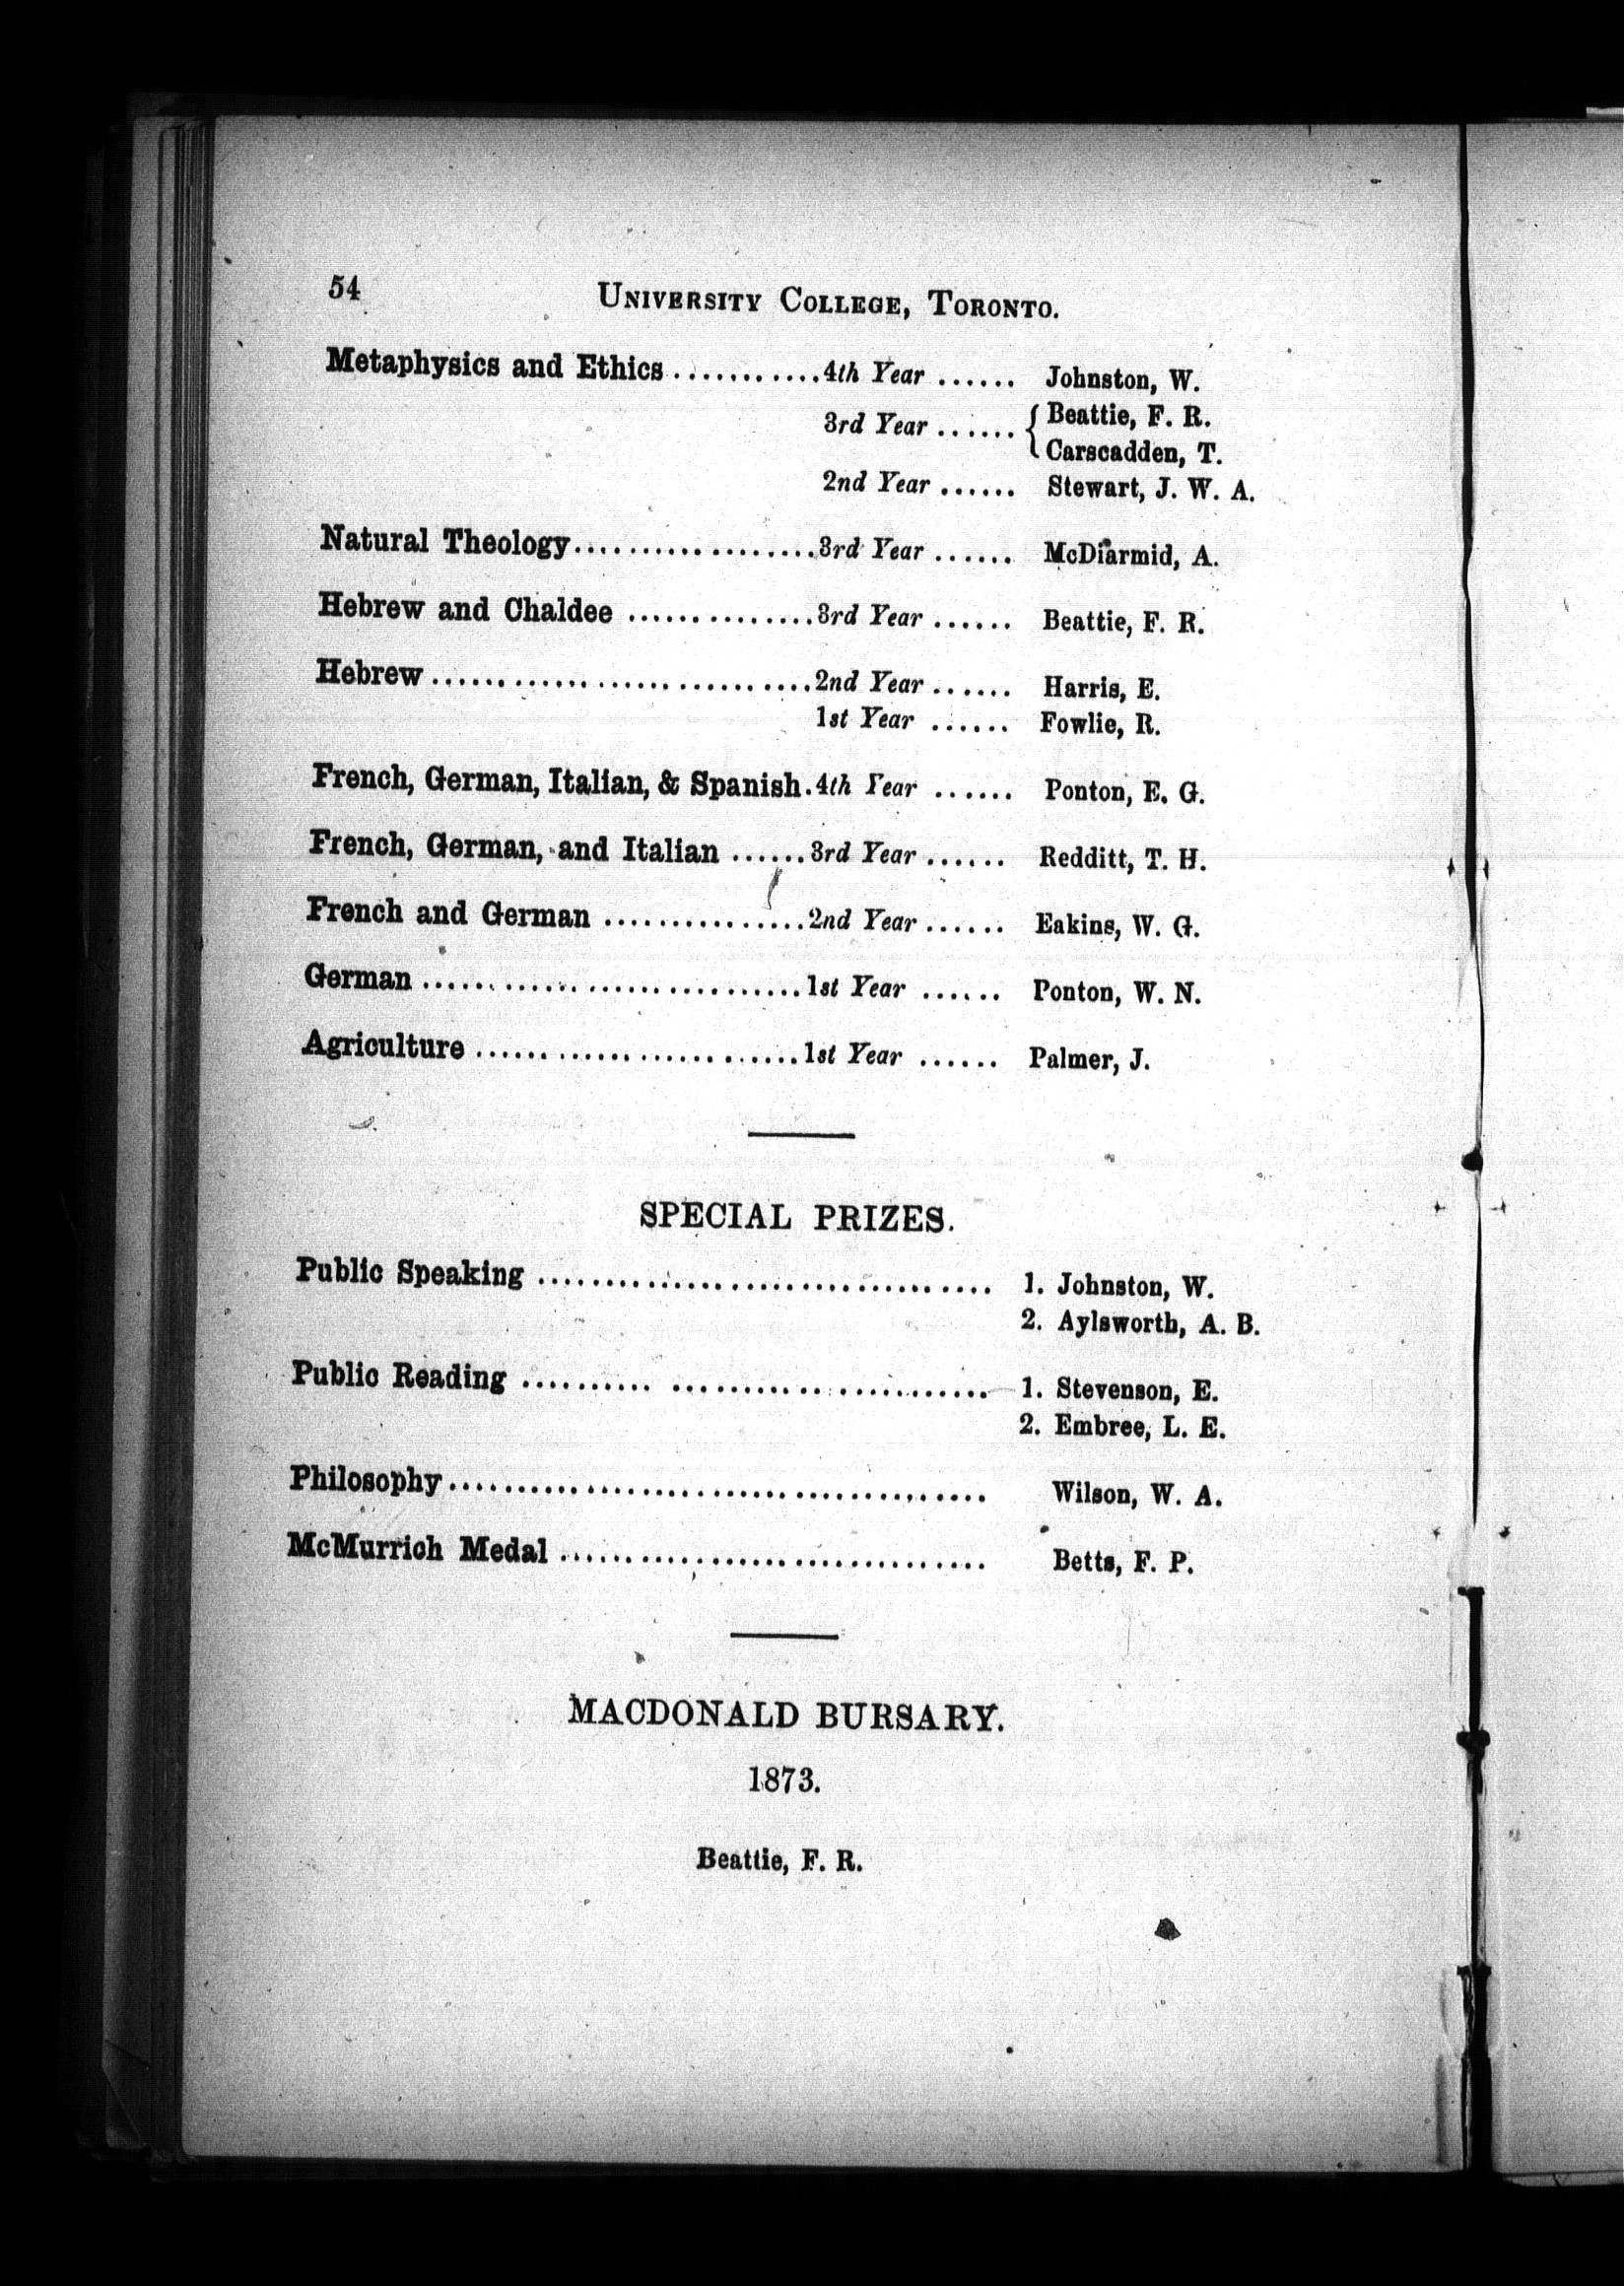 54
UNIVERSITY COLLEGE, TORONTO.
Metaphysics and Ethics...........4th Year ...... Johnston, W.
3rd Year ...... { Beattie, F. R.
Carscadden, T.
2nd Year ...... Stewart, J. W. A.
Natural Theology..................3rd Year ...... McDiarmid, A.
Hebrew and Chaldee ..............3rd Year ...... Beattie, F. R.
Hebrew.............................2nd Year ...... Harris, E.
1st Year ...... Fowlie, R.
French, German, Italian, & Spanish.4th Year ...... Ponton, E. G.
French, German, and Italian ......3rd Year ...... Redditt, T. H.
French and German ...............2nd Year ...... Eakins, W. G.
German .............................1st Year ...... Ponton, W. N.
Agriculture ........................1st Year ...... Palmer, J.
SPECIAL PRIZES.
Public Speaking .................................. 1. Johnston, W.
2. Aylsworth, A. B.
Public Reading .......... ........................ 1. Stevenson, E.
2. Embree, L. E.
Philosophy........................................ Wilson, W. A.
McMurrich Medal ................................ Betts, F. P.
MACDONALD BURSARY.
1873.
Beattie, F. R.